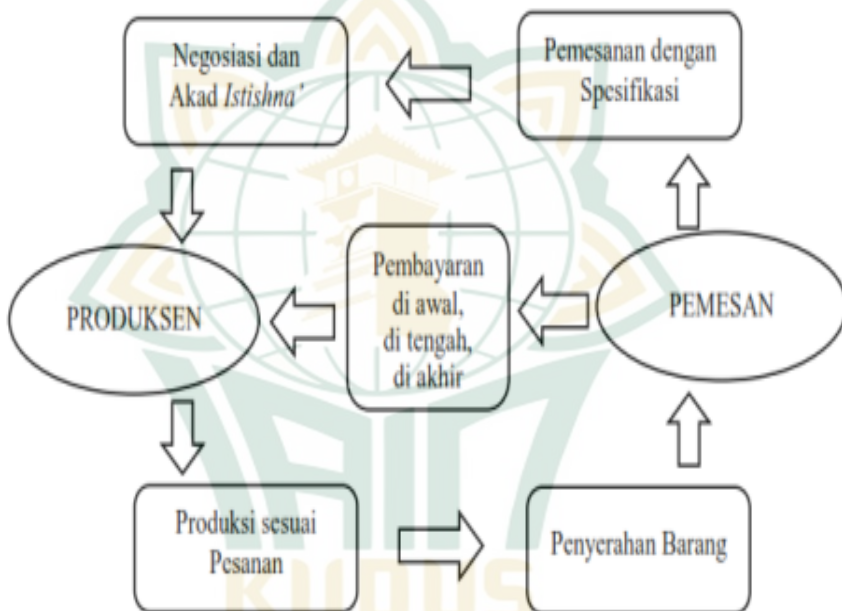 Negosiasi dan
Akad Istishna’
Pemesanan dengan
Spesifikasi
PRODUKSEN
Pembayaran
di awal,
di tengah,
di akhir
PEMESAN
Produksi sesuai
Pesanan
Penyerahan Barang
KUDUS